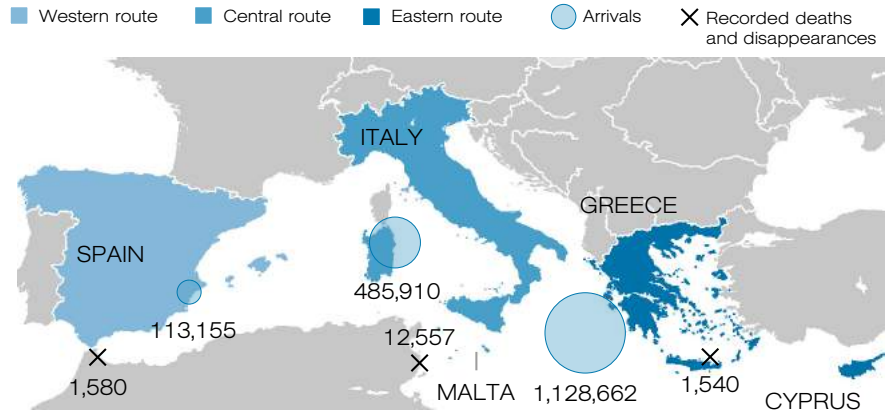 Western route
Central route
Eastern route
Arrivals
Recorded deaths
and disappearances
ITALY
GREECE
SPAIN
485,910
113,155
12,557
1,580
MALTA
1,128,662
1,540
CYPRUS